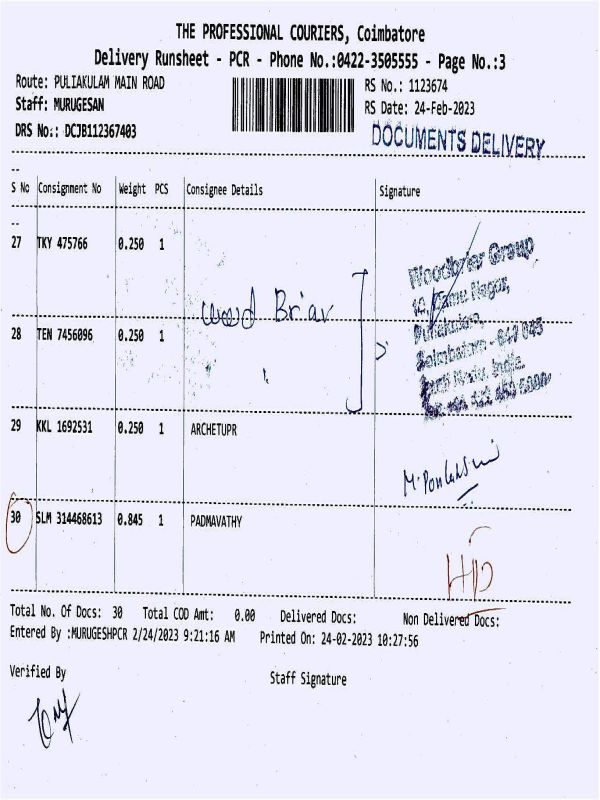 THE PROFESSIONAL COURIERS, Coimbatore
Delivery Runsheet - PCR - Phone No.:0422-3505555 - Page No.:3
Route: PULIAKULAM MAIN ROAD
RS No.: 1123674
Staff: MURUGESAN
RS Date: 24-Feb-2023
DRS No.: DCJB112367403
DOCUMENTS DELIVERY
--
S No Consignment No Weight PCS Consignee Details Signature
--
27 TKY 475766 0.250 1
Woodbriar Group
Wood Briar
28 TEN 7456096 0.250 1
29 KKL 1692531 0.250 1 ARCHETUPR
30 SLM 314468613 0.845 1 PADMAVATHY
Total No. Of Docs: 30 Total COD Amt: 0.00 Delivered Docs: Non Delivered Docs:
Entered By :MURUGESHPCR 2/24/2023 9:21:16 AM Printed On: 24-02-2023 10:27:56
Verified By
Staff Signature